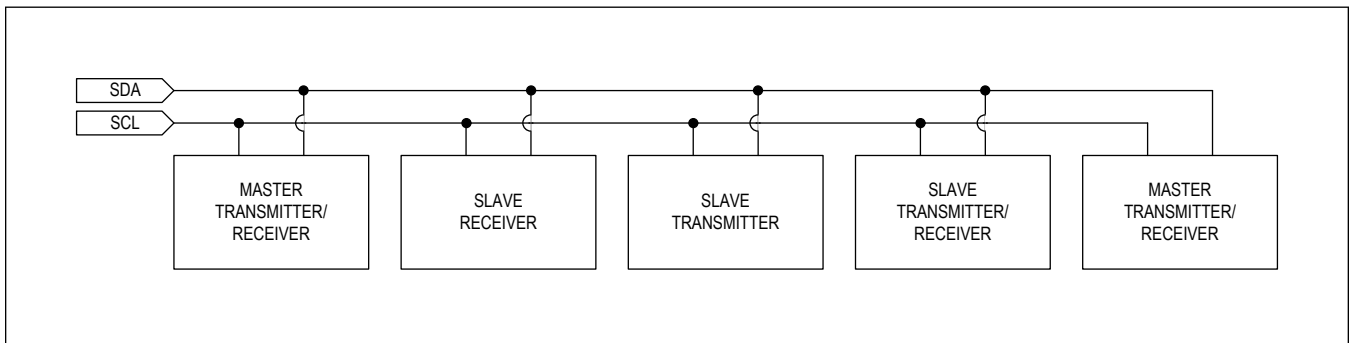 SDA
SCL
MASTER
TRANSMITTER/
RECEIVER
SLAVE
RECEIVER
SLAVE
TRANSMITTER
SLAVE
TRANSMITTER/
RECEIVER
MASTER
TRANSMITTER/
RECEIVER